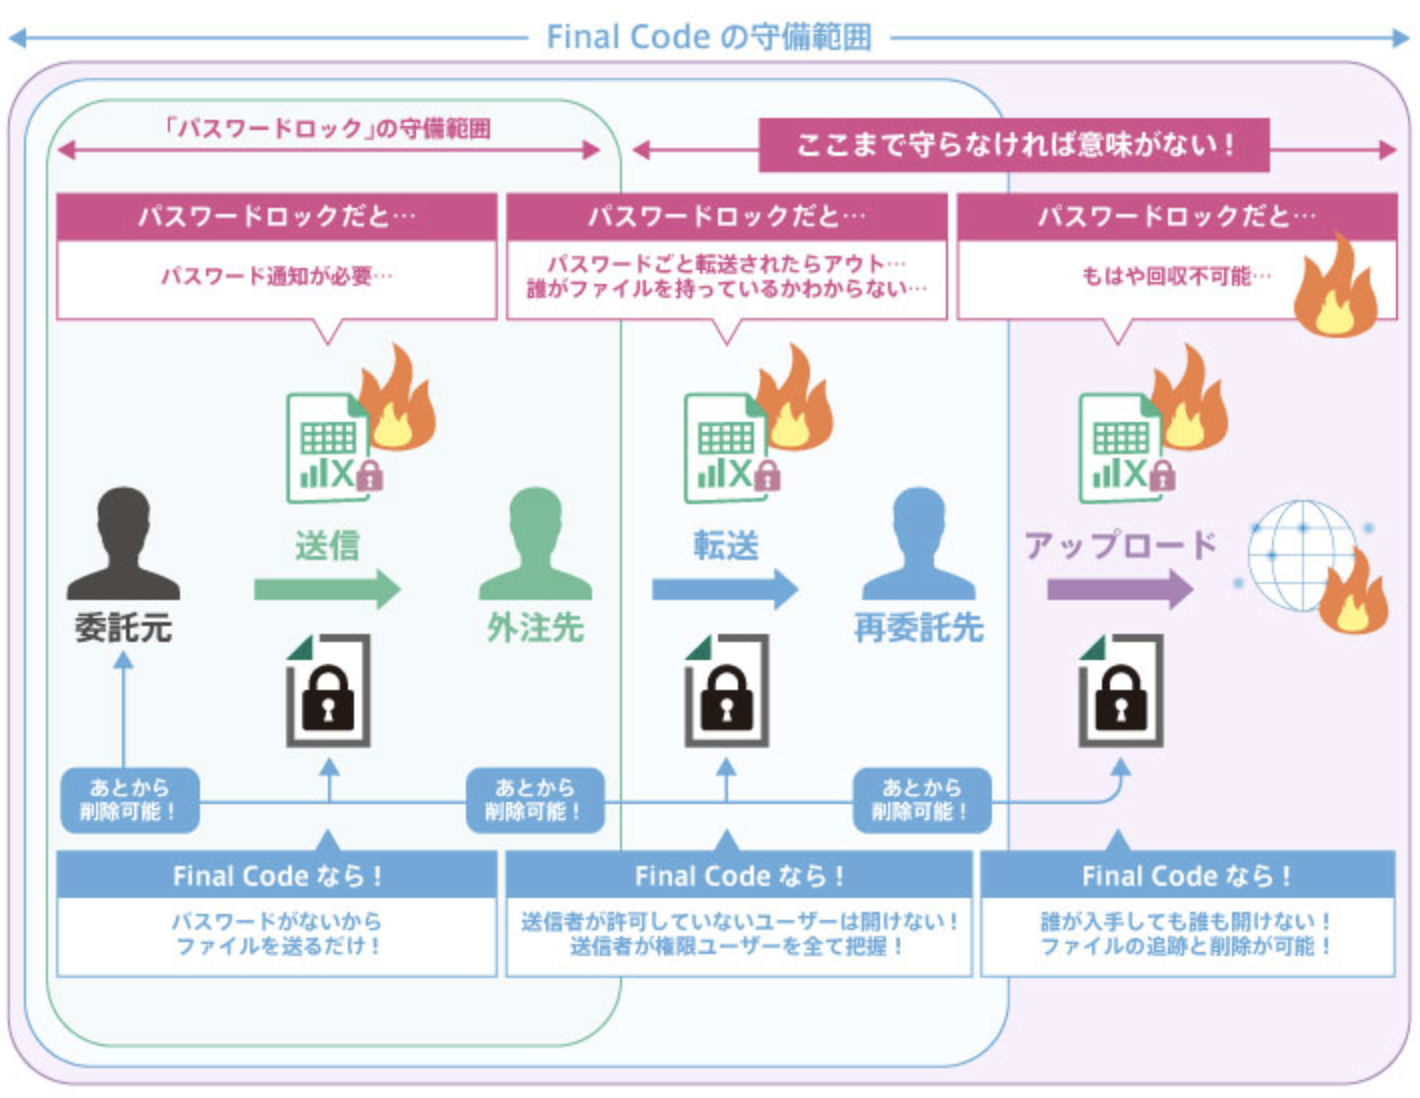 Final Code の守備範囲
「パスワードロック」の守備範囲
ここまで守らなければ意味がない！
パスワードロックだと…
パスワード通知が必要…
パスワードロックだと…
パスワードごと転送されたらアウト…
誰がファイルを持っているかわからない…
パスワードロックだと…
もはや回収不可能…
X
X
X
送信
転送
アップロード
委託元
外注先
再委託先
あとから
削除可能！
あとから
削除可能！
あとから
削除可能！
Final Code なら！
パスワードがないから
ファイルを送るだけ！
Final Code なら！
送信者が許可していないユーザーは開けない！
送信者が権限ユーザーを全て把握！
Final Code なら！
誰が入手しても誰も開けない！
ファイルの追跡と削除が可能！